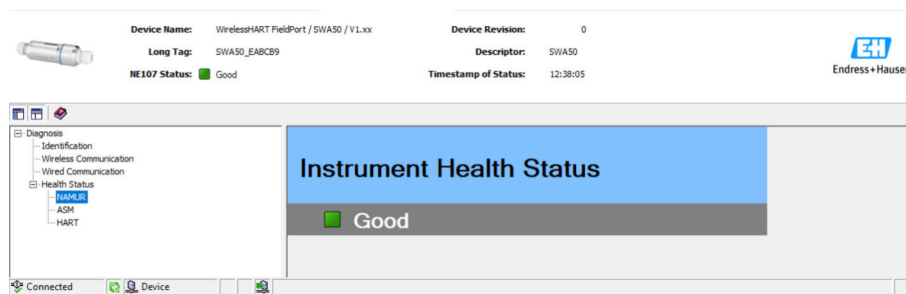 Device Name: WirelessHART FieldPort / SWA50 / V1.xx Device Revision: 0
Long Tag: SWA50_EABCB9 Descriptor: SWA50
NE107 Status: Good Timestamp of Status: 12:38:05
EH
Endress+Hauser
Diagnosis
Identification
Wireless Communication
Wired Communication
Health Status
NAMUR
ASM
HART
Instrument Health Status
Good
Connected Device